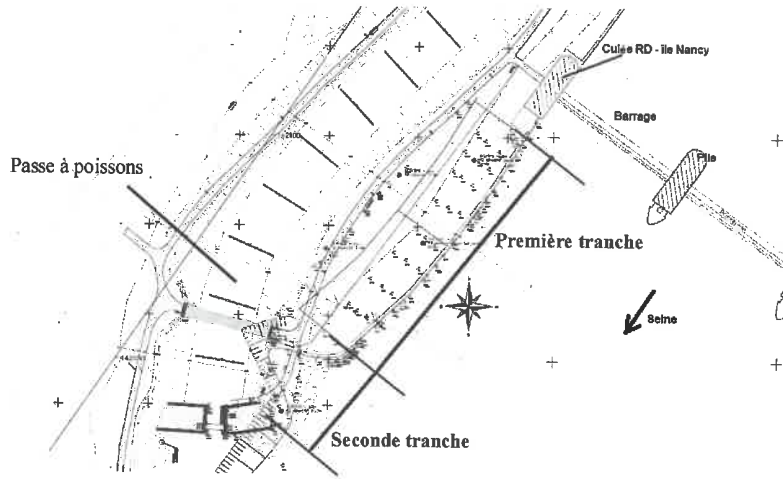 Culée RD - île Nancy
Barrage
Pile
Passe à poissons
Première tranche
Seine
Seconde tranche